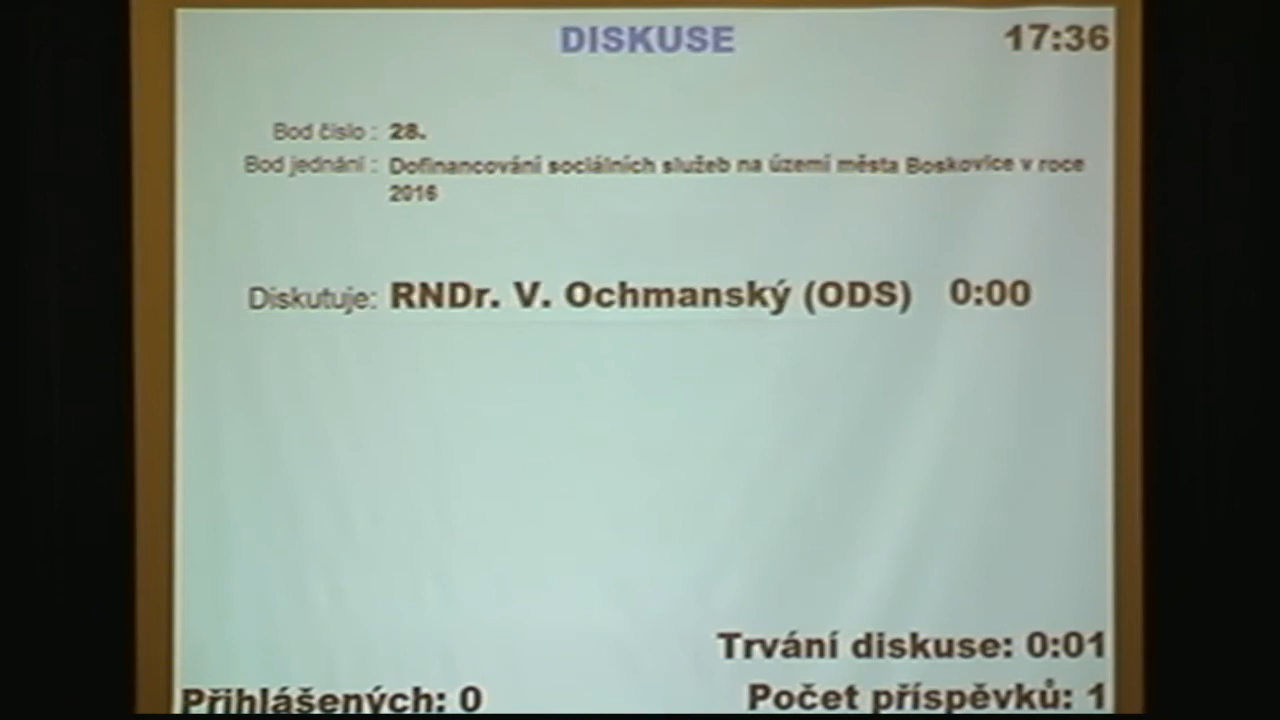 DISKUSE 17:36
Bod číslo : 28.
Bod jednání : Dofinancování sociálních služeb na území města Boskovice v roce
2016
Diskutuje: RNDr. V. Ochmanský (ODS) 0:00
Trvání diskuse: 0:01
Přihlášených: 0 Počet příspěvků: 1